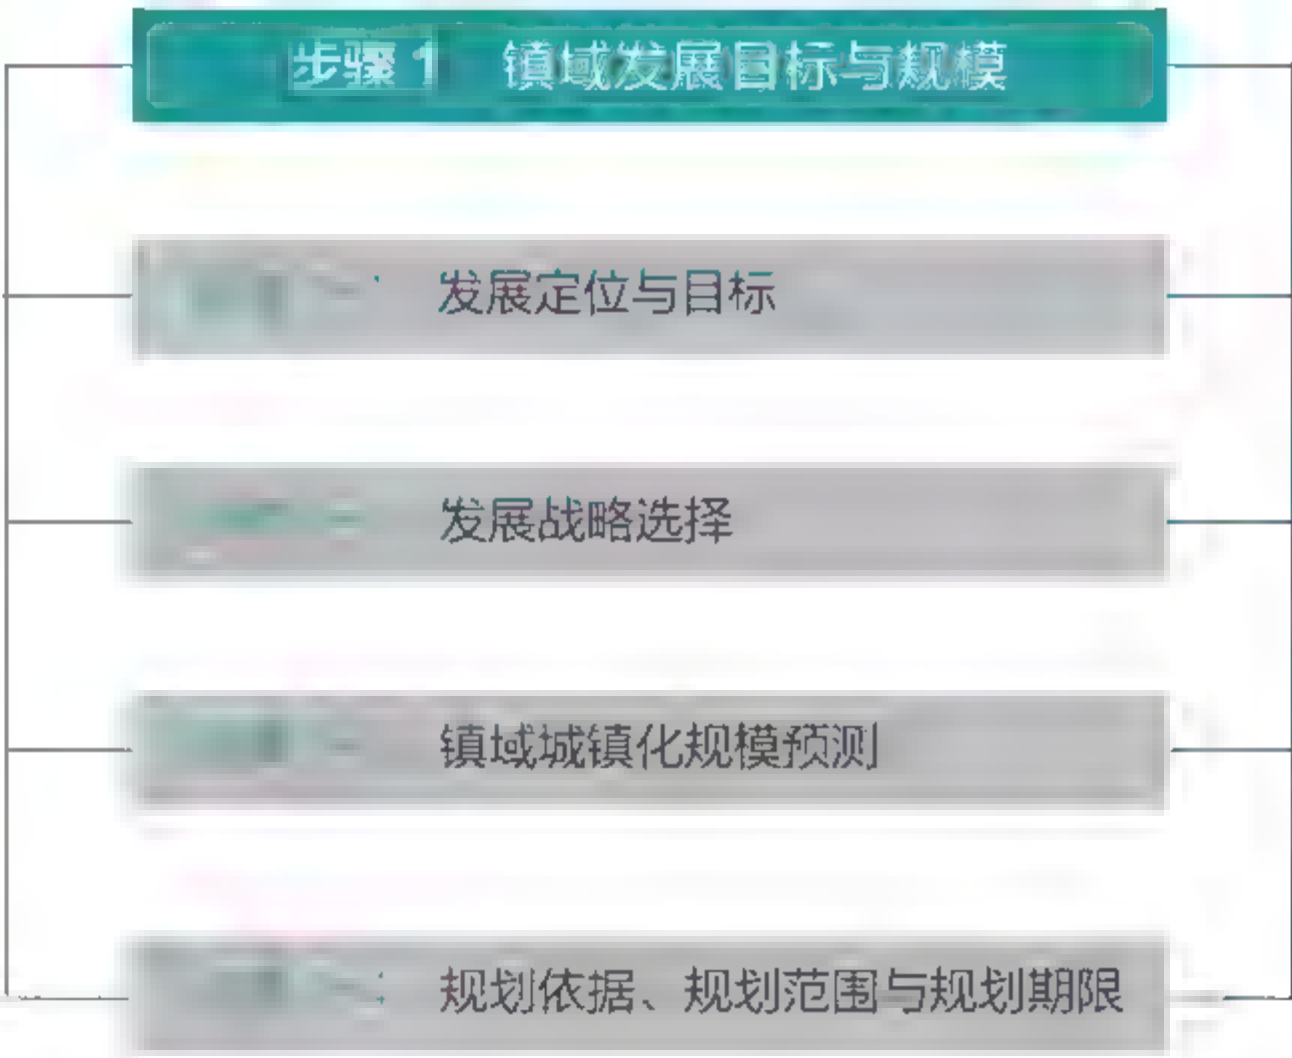 步骤 1 镇域发展目标与规模
发展定位与目标
发展战略选择
镇域城镇化规模预测
规划依据、规划范围与规划期限